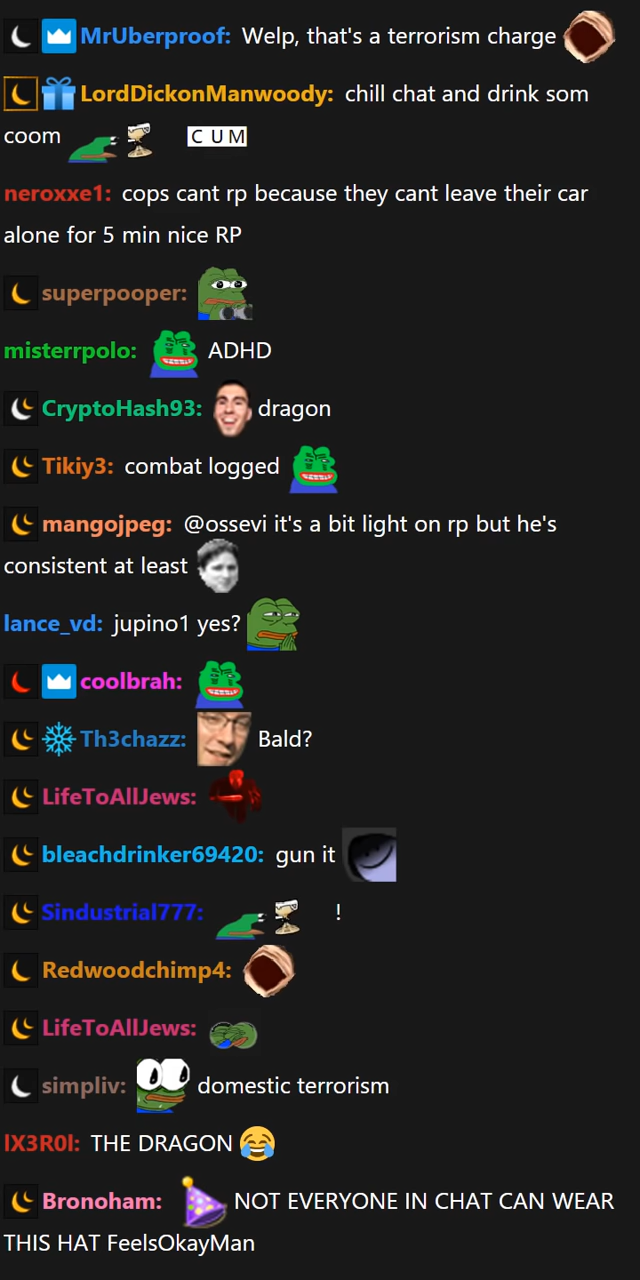 MrUberproof: Welp, that's a terrorism charge
LordDickonManwoody: chill chat and drink som
coom CUM
neroxxe1: cops cant rp because they cant leave their car
alone for 5 min nice RP
superpooper:
misterrpolo: ADHD
CryptoHash93: dragon
Tikiy3: combat logged
mangojpeg: @ossevi it's a bit light on rp but he's
consistent at least
lance_vd: jupino1 yes?
coolbrah:
Th3chazz: Bald?
LifeToAllJews:
bleachdrinker69420: gun it
Sindustrial777: !
Redwoodchimp4:
LifeToAllJews:
simpliv: domestic terrorism
lX3R0l: THE DRAGON 😂
Bronoham: NOT EVERYONE IN CHAT CAN WEAR
THIS HAT FeelsOkayMan